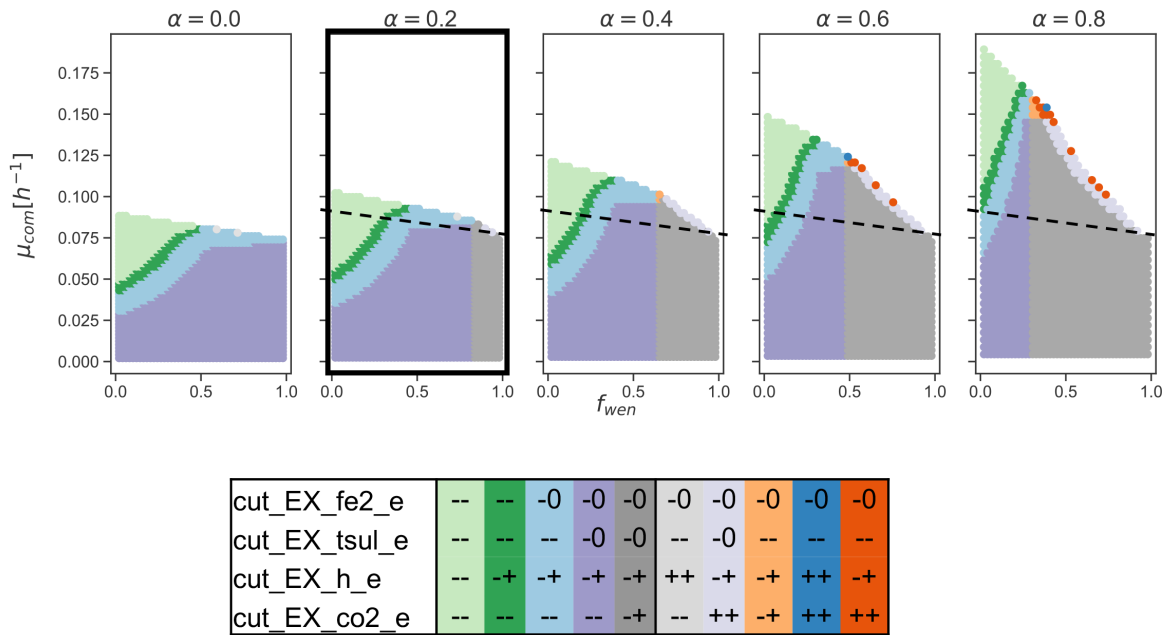 α = 0.0 α = 0.2 α = 0.4 α = 0.6 α = 0.8
μcom[h⁻¹]
0.175
0.150
0.125
0.100
0.075
0.050
0.025
0.000
0.0 0.5 1.0 0.0 0.5 1.0 0.0 0.5 1.0 0.0 0.5 1.0 0.0 0.5 1.0
fwen
cut_EX_fe2_e -- -- -0 -0 -0 -0 -0 -0 -0 -0
cut_EX_tsul_e -- -- -- -0 -0 -- -0 -- -- --
cut_EX_h_e -- -+ -+ -+ -+ ++ -+ -+ ++ -+
cut_EX_co2_e -- -- -- -- -+ -- ++ -+ ++ ++